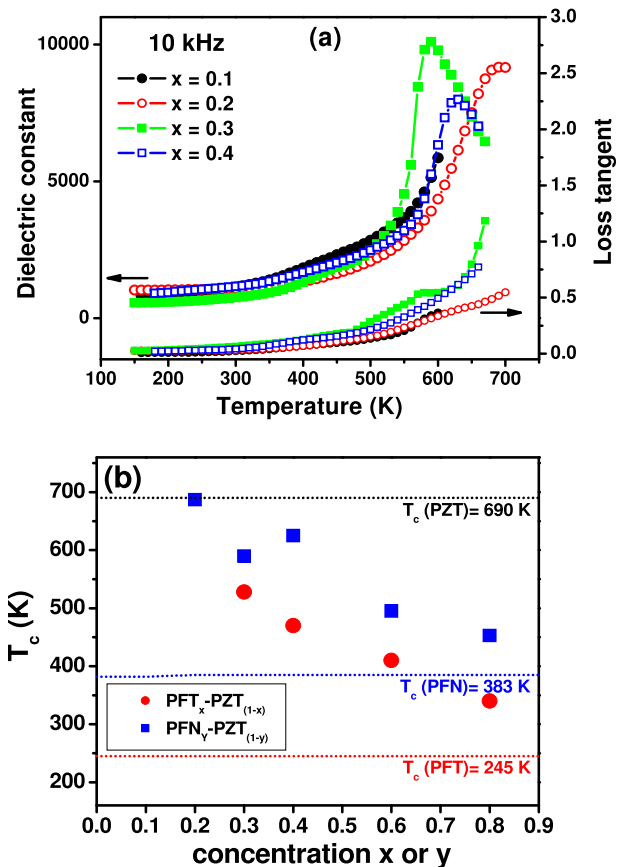 10 kHz
(a)
x = 0.1
x = 0.2
x = 0.3
x = 0.4
Dielectric constant
10000
5000
0
Loss tangent
3.0
2.5
2.0
1.5
1.0
0.5
0.0
100 200 300 400 500 600 700
Temperature (K)
(b)
T_c (K)
700
600
500
400
300
200
T_c (PZT)= 690 K
T_c (PFN)= 383 K
T_c (PFT)= 245 K
PFT_x-PZT_(1-x)
PFN_Y-PZT_(1-y)
0.0 0.1 0.2 0.3 0.4 0.5 0.6 0.7 0.8 0.9
concentration x or y